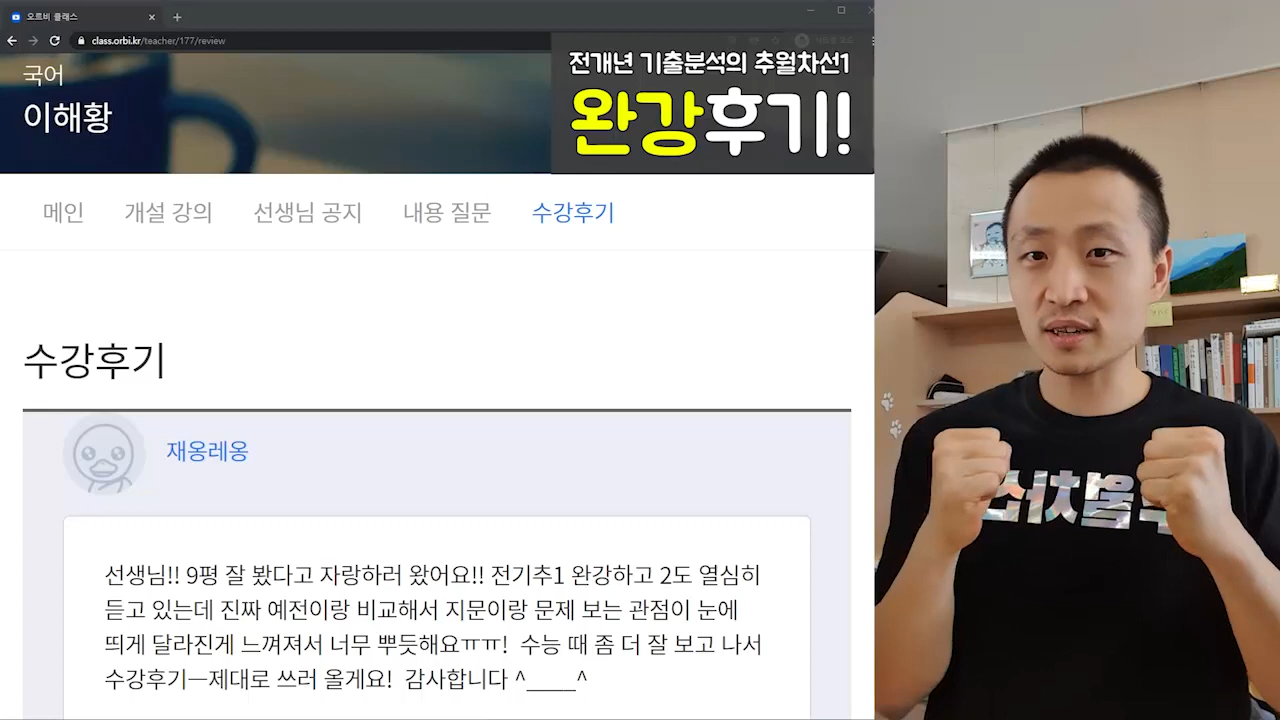 오르비 클래스
class.orbi.kr/teacher/177/review
전개년 기출분석의 추월차선1
완강후기!
국어
이해황
메인
개설 강의
선생님 공지
내용 질문
수강후기
수강후기
재옹레옹
선생님!! 9평 잘 봤다고 자랑하러 왔어요!! 전기추1 완강하고 2도 열심히
듣고 있는데 진짜 예전이랑 비교해서 지문이랑 문제 보는 관점이 눈에
띄게 달라진게 느껴져서 너무 뿌듯해요ㅠㅠ! 수능 때 좀 더 잘 보고 나서
수강후기—제대로 쓰러 올게요! 감사합니다 ^____^